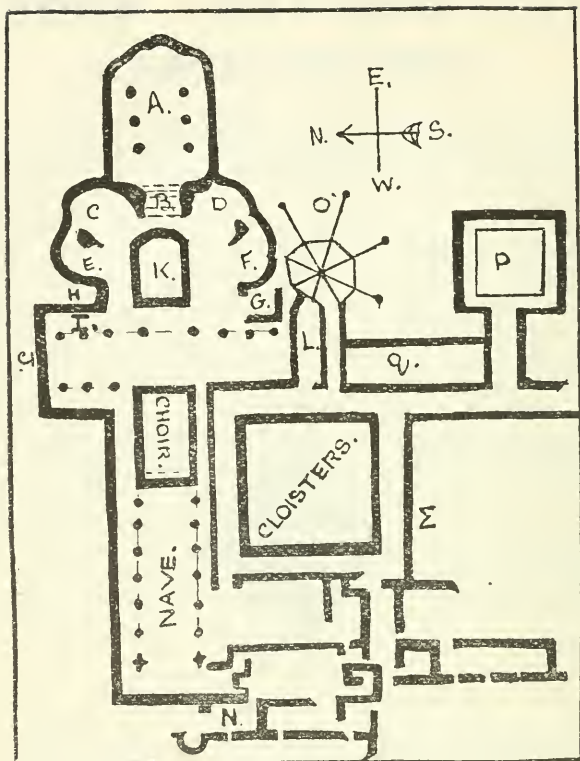 A.
E.
N. S.
W.
C B. D
O.
E. K. F.
P
H G.
I.
J. L.
Q.
CHOIR.
CLOISTERS.
M
NAVE.
N.